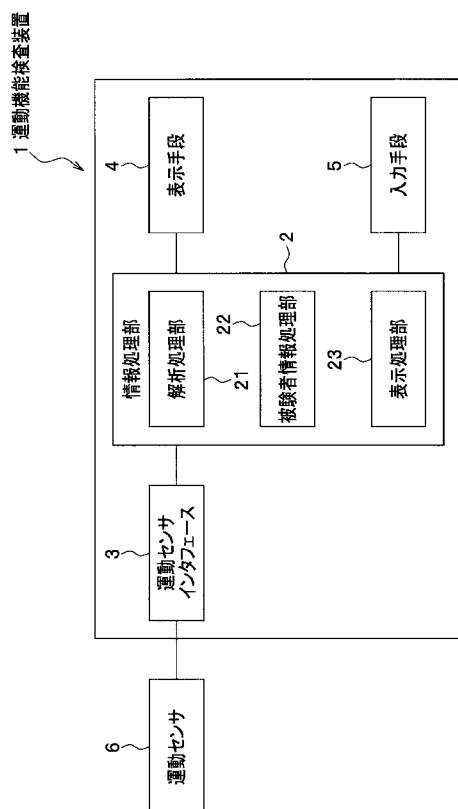 1 運動機能検査装置
6
運動センサ
3
運動センサ
インタフェース
2
情報処理部
解析処理部
21
22
被験者情報処理部
23
表示処理部
4
表示手段
5
入力手段